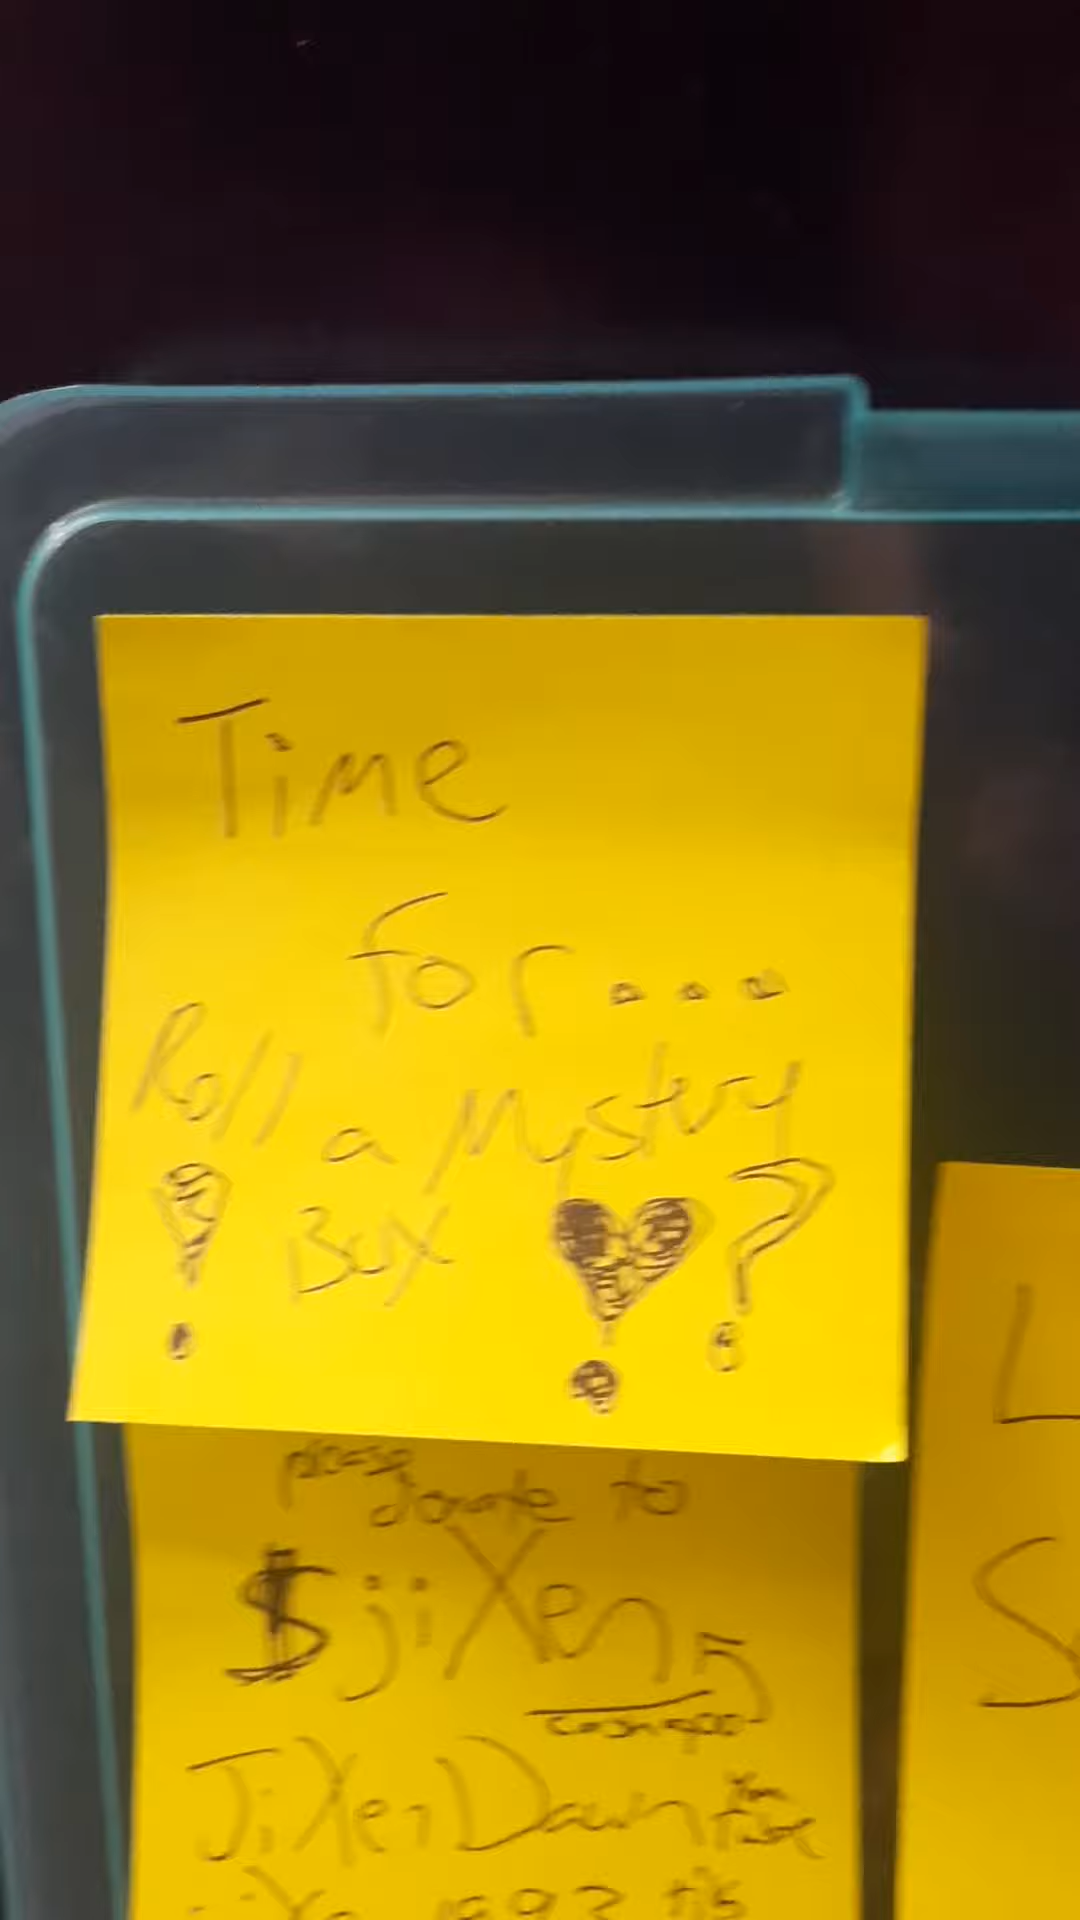 Time
for...
Roll
a Mystery
! Box ?
please
donate to
$jiXen5
cashapp
JiXenDawn
L
S